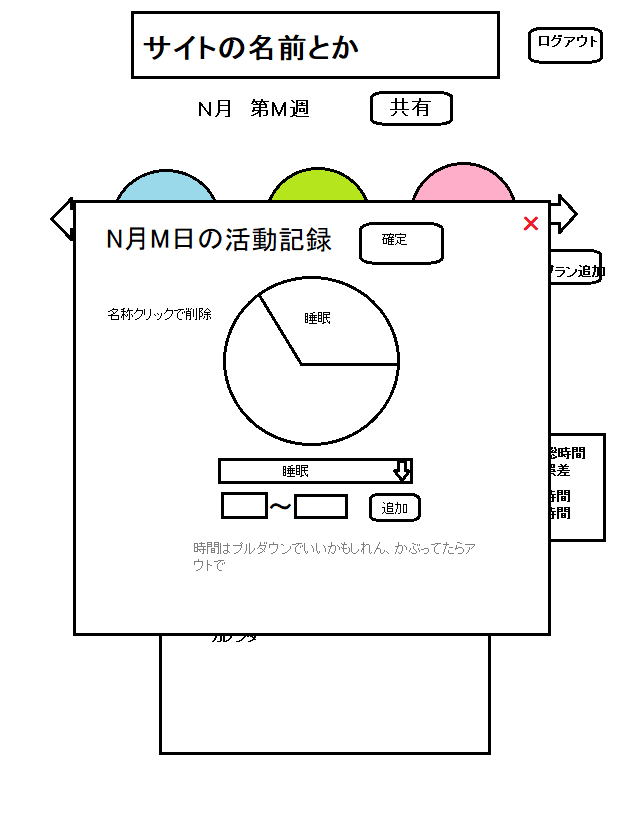 サイトの名前とか
ログアウト
N月 第M週
共有
N月M日の活動記録
確定
×
プラン追加
名称クリックで削除
睡眠
総時間
誤差
時間
時間
睡眠
～
追加
時間はプルダウンでいいかもしれん、かぶってたらア
ウトで
カレンダー